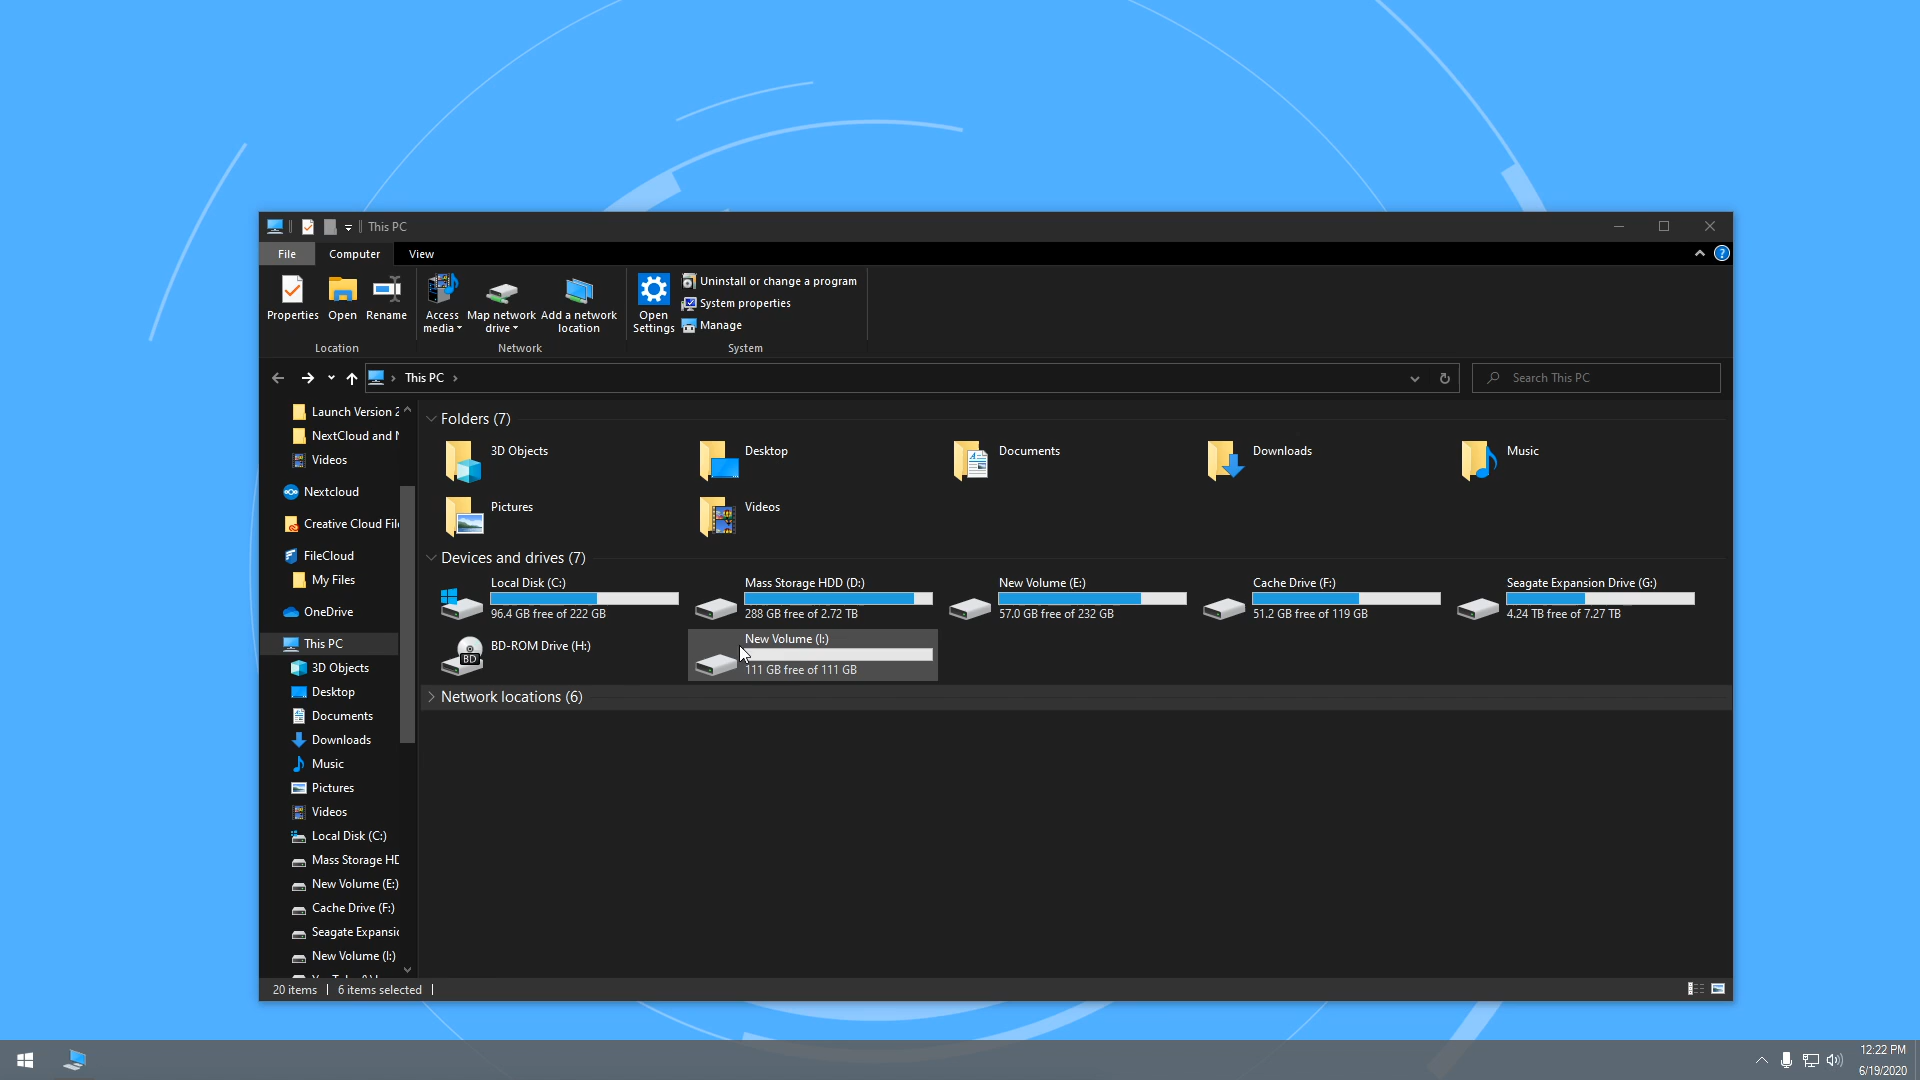 This PC
File
Computer
View
Properties
Open
Rename
Access
media
Map network
drive
Add a network
location
Open
Settings
Uninstall or change a program
System properties
Manage
Location
Network
System
This PC
Search This PC
Launch Version 2
NextCloud and
Videos
Nextcloud
Creative Cloud Fil
FileCloud
My Files
OneDrive
This PC
3D Objects
Desktop
Documents
Downloads
Music
Pictures
Videos
Local Disk (C:)
Mass Storage HD
New Volume (E:)
Cache Drive (F:)
Seagate Expansio
New Volume (I:)
Folders (7)
3D Objects
Desktop
Documents
Downloads
Music
Pictures
Videos
Devices and drives (7)
Local Disk (C:)
96.4 GB free of 222 GB
Mass Storage HDD (D:)
288 GB free of 2.72 TB
New Volume (E:)
57.0 GB free of 232 GB
Cache Drive (F:)
51.2 GB free of 119 GB
Seagate Expansion Drive (G:)
4.24 TB free of 7.27 TB
BD
BD-ROM Drive (H:)
New Volume (I:)
111 GB free of 111 GB
Network locations (6)
20 items
6 items selected
12:22 PM
6/19/2020